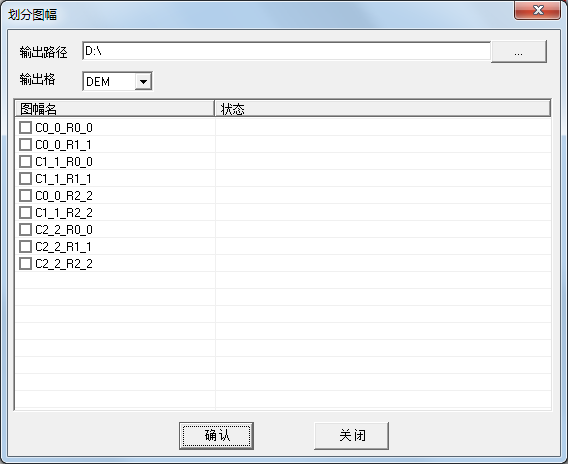 划分图幅
输出路径 D:\ ...
输出格 DEM
图幅名 状态
C0_0_R0_0
C0_0_R1_1
C1_1_R0_0
C1_1_R1_1
C0_0_R2_2
C1_1_R2_2
C2_2_R0_0
C2_2_R1_1
C2_2_R2_2
确认 关闭